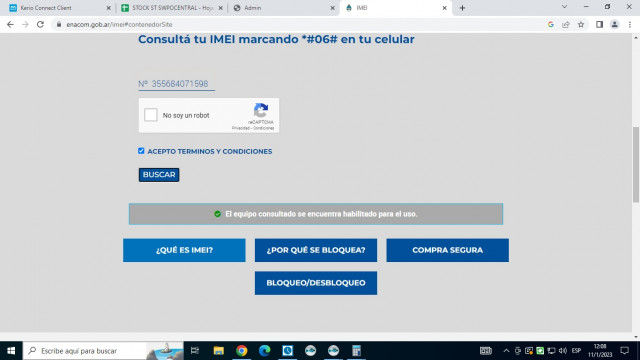 Kerio Connect Client
STOCK ST SWPOCENTRAL - Hoja
Admin
IMEI
enacom.gob.ar/imei#contenedorSite
Consultá tu IMEI marcando *#06# en tu celular
Nº 355684071598
No soy un robot
reCAPTCHA
Privacidad - Condiciones
ACEPTO TERMINOS Y CONDICIONES
BUSCAR
El equipo consultado se encuentra habilitado para el uso.
¿QUÉ ES IMEI?
¿POR QUÉ SE BLOQUEA?
COMPRA SEGURA
BLOQUEO/DESBLOQUEO
Escribe aquí para buscar
ESP
12:08
11/1/2023